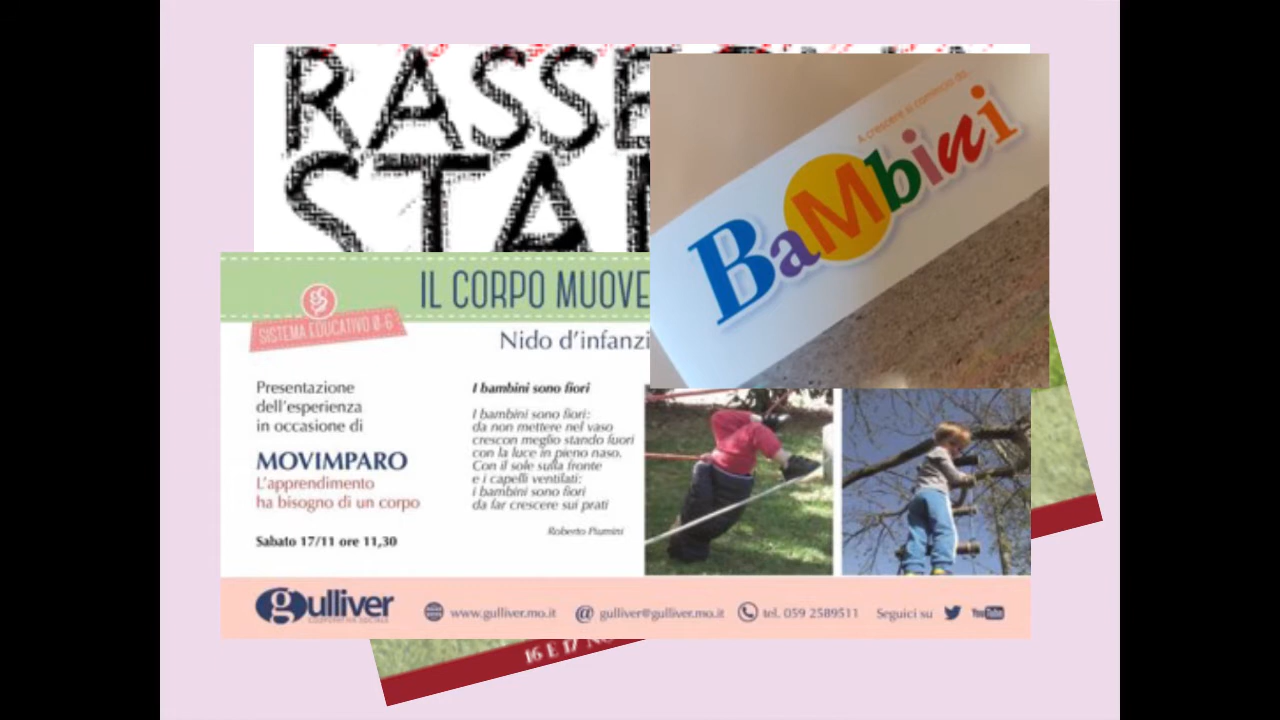 RASSE
STA
A crescere si comincia da...
BaMbini
IL CORPO MUOVE
SISTEMA EDUCATIVO 0-6
Nido d'infanzi
Presentazione
dell'esperienza
in occasione di
MOVIMPARO
L'apprendimento
ha bisogno di un corpo
Sabato 17/11 ore 11,30
I bambini sono fiori
I bambini sono fiori:
da non mettere nel vaso
crescon meglio stando fuori
con la luce in pieno naso.
Con il sole sulla fronte
e i capelli ventilati:
i bambini sono fiori
da far crescere sui prati
Roberto Piumini
gulliver
COOPERATIVA SOCIALE
www.gulliver.mo.it
gulliver@gulliver.mo.it
tel. 059 2589511
Seguici su
YouTube
16 E 17 NO